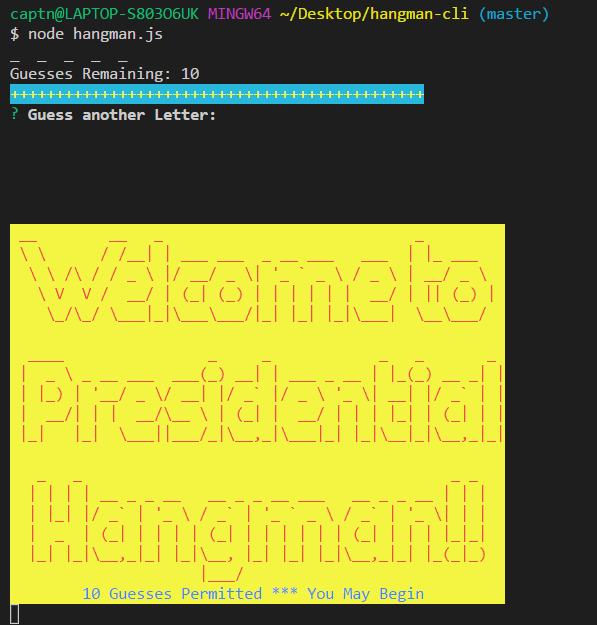 captn@LAPTOP-S803O6UK MINGW64 ~/Desktop/hangman-cli (master)
$ node hangman.js
_ _ _ _ _
Guesses Remaining: 10
++++++++++++++++++++++++++++++++++++++++++++++
? Guess another Letter:
Welcome to
Presidential
Hangman!!
10 Guesses Permitted *** You May Begin